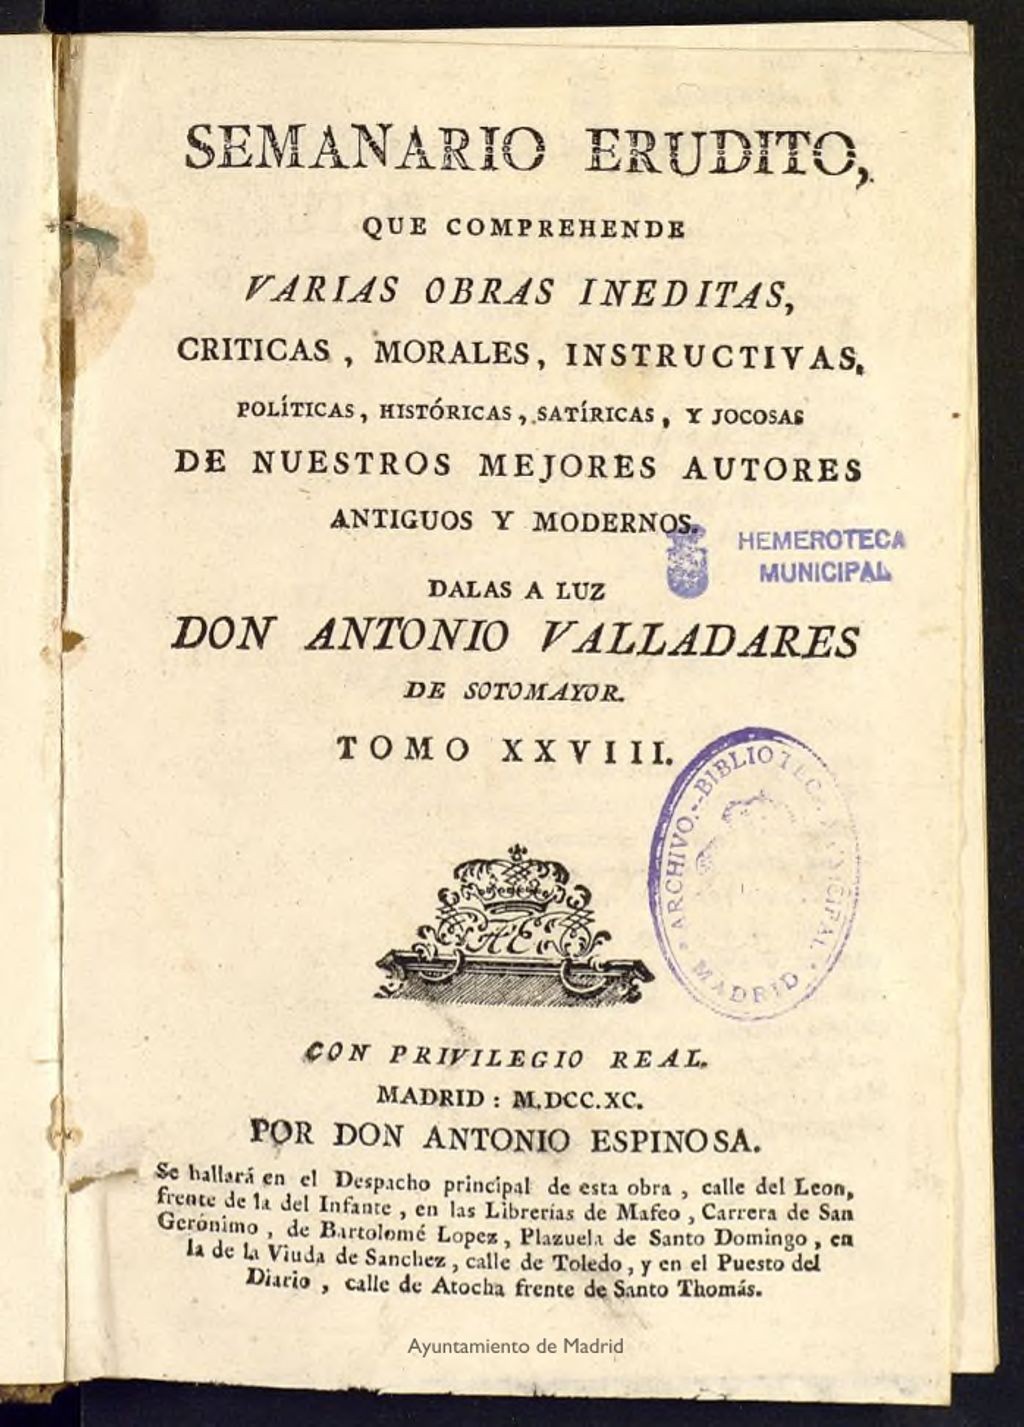 SEMANARIO ERUDITO,
QUE COMPREHENDE
VARIAS OBRAS INEDITAS,
CRITICAS, MORALES, INSTRUCTIVAS,
POLÍTICAS, HISTÓRICAS, SATÍRICAS, Y JOCOSAS
DE NUESTROS MEJORES AUTORES
ANTIGUOS Y MODERNOS.
HEMEROTECA
MUNICIPAL
DALAS A LUZ
DON ANTONIO VALLADARES
DE SOTOMAYOR.
TOMO XXVIII.
ARCHIVO.--BIBLIOTECA MUNICIPAL
MADRID
AE
CON PRIVILEGIO REAL.
MADRID: M.DCC.XC.
POR DON ANTONIO ESPINOSA.
Se hallará en el Despacho principal de esta obra, calle del Leon,
frente de la del Infante, en las Librerías de Mafeo, Carrera de San
Gerónimo, de Bartolomé Lopez, Plazuela de Santo Domingo, en
la de la Viuda de Sanchez, calle de Toledo, y en el Puesto del
Diario, calle de Atocha frente de Santo Thomás.
Ayuntamiento de Madrid